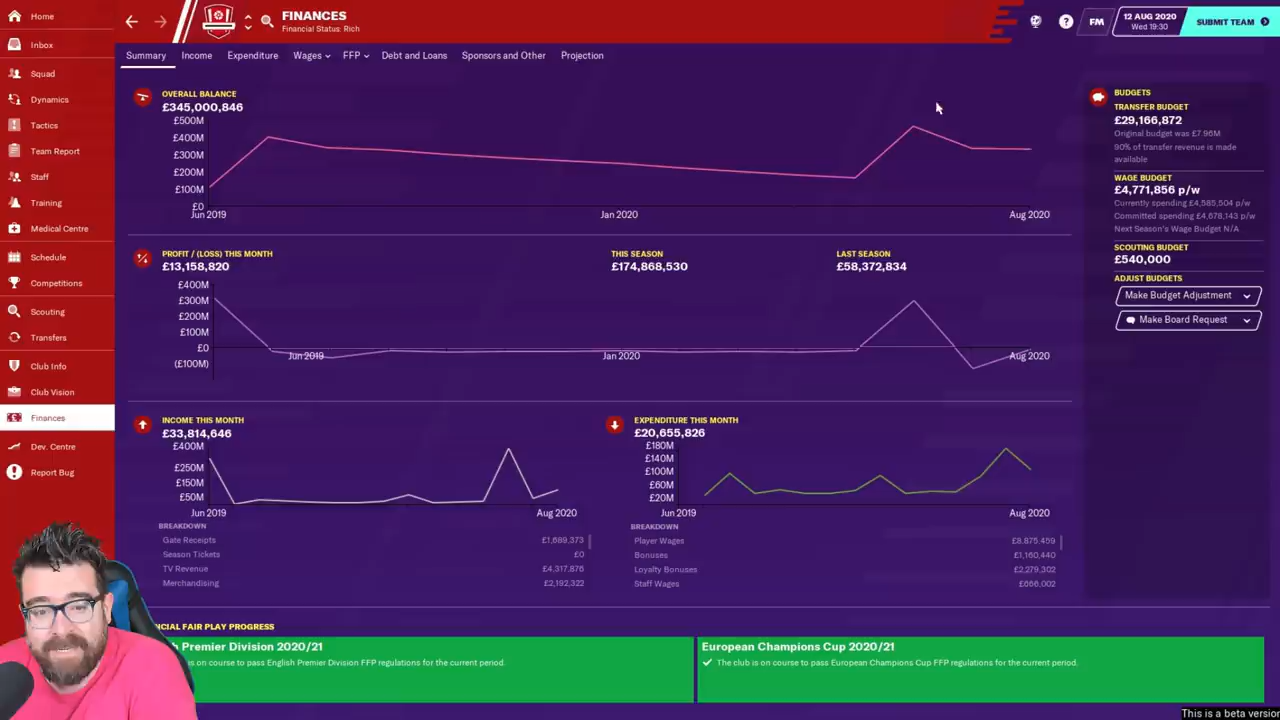 Home
Inbox
Squad
Dynamics
Tactics
Team Report
Staff
Training
Medical Centre
Schedule
Competitions
Scouting
Transfers
Club Info
Club Vision
Finances
Dev. Centre
Report Bug
FINANCES
Financial Status: Rich
FM
12 AUG 2020
Wed 19:30
SUBMIT TEAM
Summary
Income
Expenditure
Wages
FFP
Debt and Loans
Sponsors and Other
Projection
OVERALL BALANCE
£345,000,846
£500M
£400M
£300M
£200M
£100M
£0
Jun 2019
Jan 2020
Aug 2020
PROFIT / (LOSS) THIS MONTH
£13,158,820
THIS SEASON
£174,868,530
LAST SEASON
£58,372,834
£400M
£300M
£200M
£100M
£0
(£100M)
Jun 2019
Jan 2020
Aug 2020
INCOME THIS MONTH
£33,814,646
£400M
£250M
£150M
£50M
Jun 2019
Aug 2020
BREAKDOWN
Gate Receipts £1,689,373
Season Tickets £0
TV Revenue £4,317,876
Merchandising £2,192,322
EXPENDITURE THIS MONTH
£20,655,826
£180M
£140M
£100M
£60M
£20M
Jun 2019
Aug 2020
BREAKDOWN
Player Wages £8,875,459
Bonuses £1,160,440
Loyalty Bonuses £2,279,302
Staff Wages £666,002
BUDGETS
TRANSFER BUDGET
£29,166,872
Original budget was £7.96M
90% of transfer revenue is made
available
WAGE BUDGET
£4,771,856 p/w
Currently spending £4,585,504 p/w
Committed spending £4,678,143 p/w
Next Season's Wage Budget N/A
SCOUTING BUDGET
£540,000
ADJUST BUDGETS
Make Budget Adjustment
Make Board Request
NCIAL FAIR PLAY PROGRESS
h Premier Division 2020/21
is on course to pass English Premier Division FFP regulations for the current period.
European Champions Cup 2020/21
The club is on course to pass European Champions Cup FFP regulations for the current period.
This is a beta version